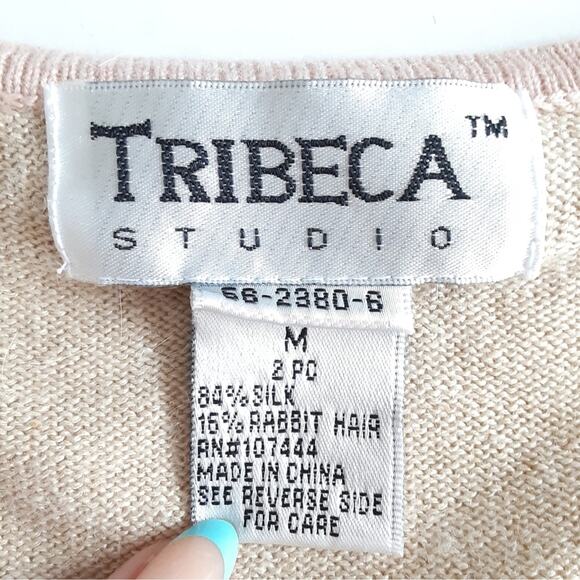 TRIBECA™
STUDIO
66-2380-6
M
2 PC
84% SILK
16% RABBIT HAIR
RN#107444
MADE IN CHINA
SEE REVERSE SIDE
FOR CARE